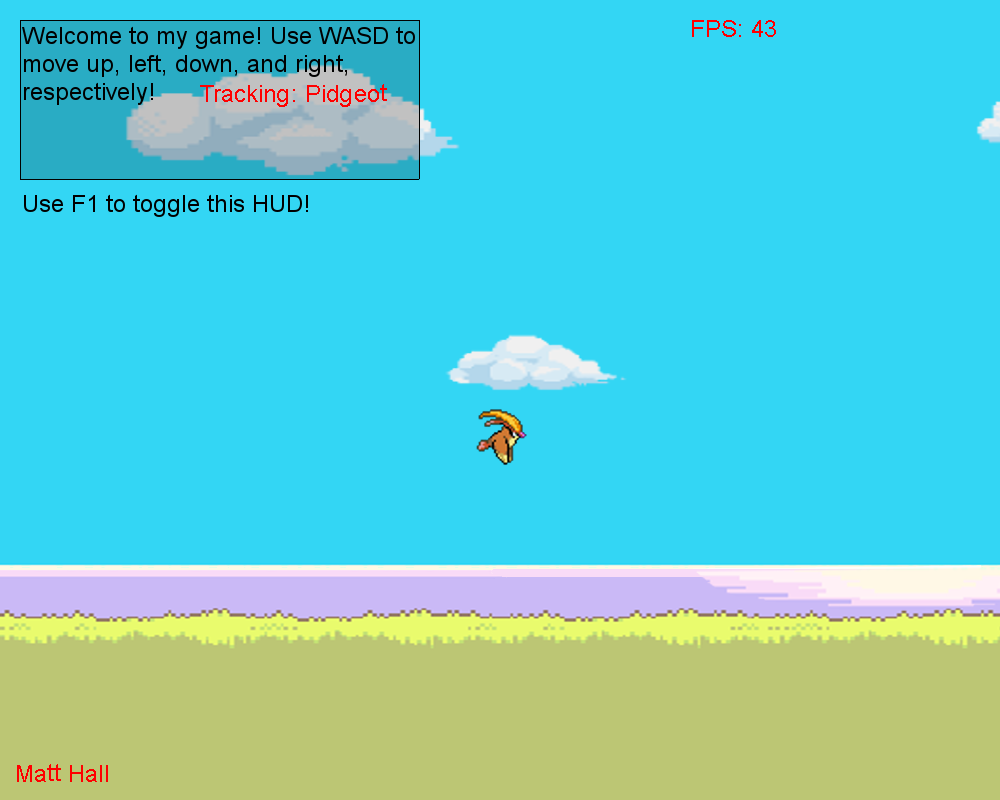 FPS: 43
Welcome to my game! Use WASD to
move up, left, down, and right,
respectively!
Tracking: Pidgeot
Use F1 to toggle this HUD!
Matt Hall